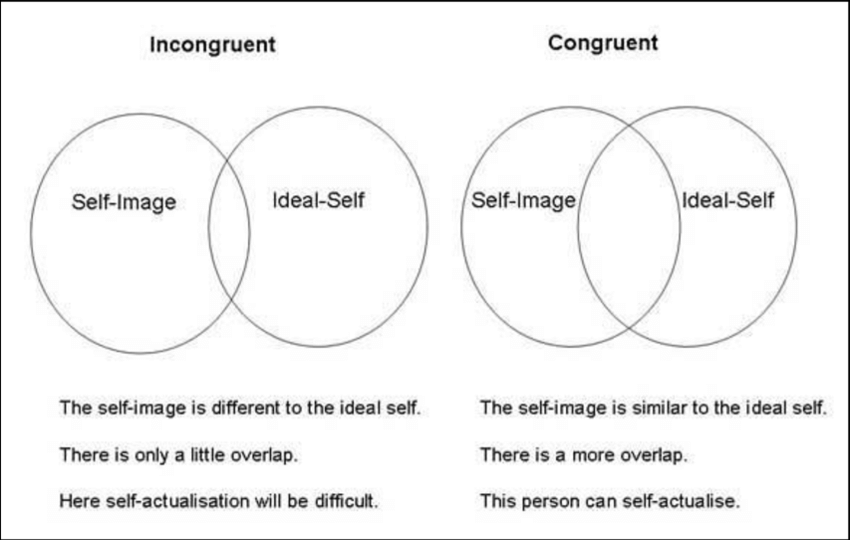 Incongruent
Self-Image
Ideal-Self
The self-image is different to the ideal self.
There is only a little overlap.
Here self-actualisation will be difficult.
Congruent
Self-Image
Ideal-Self
The self-image is similar to the ideal self.
There is a more overlap.
This person can self-actualise.